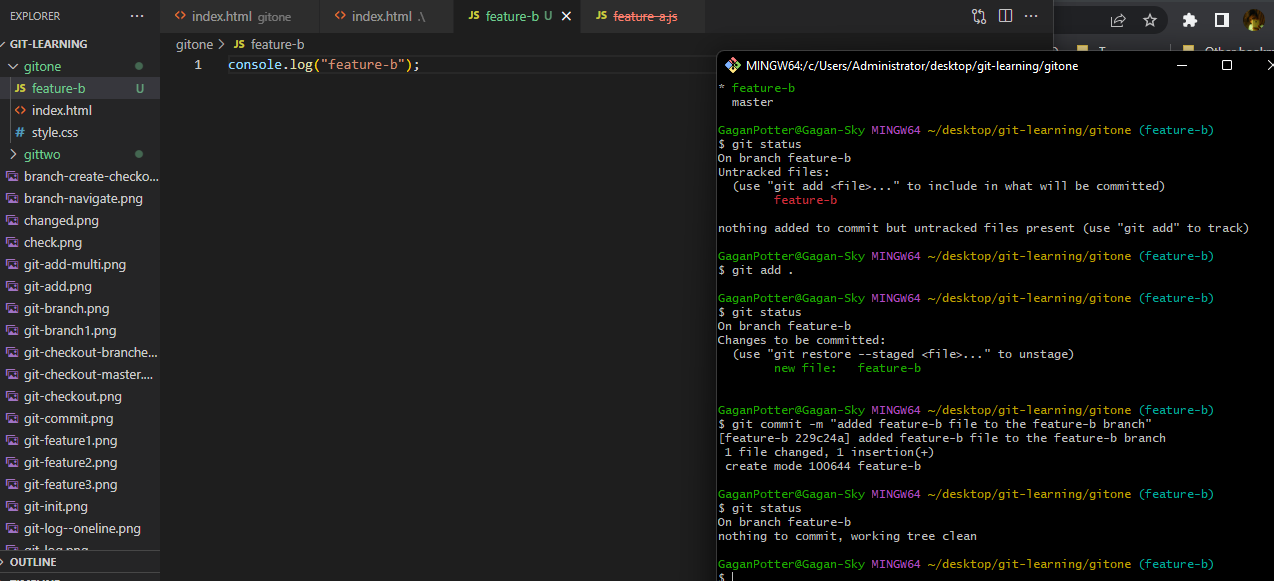 EXPLORER
GIT-LEARNING
gitone
JS feature-b U
<> index.html
# style.css
gittwo
branch-create-checko...
branch-navigate.png
changed.png
check.png
git-add-multi.png
git-add.png
git-branch.png
git-branch1.png
git-checkout-branche...
git-checkout-master....
git-checkout.png
git-commit.png
git-feature1.png
git-feature2.png
git-feature3.png
git-init.png
git-log--oneline.png
git-log.png
OUTLINE
TIMELINE
<> index.html gitone
<> index.html .\
JS feature-b U
JS feature-a.js
gitone > JS feature-b
1 console.log("feature-b");
MINGW64:/c/Users/Administrator/desktop/git-learning/gitone
* feature-b
master
GaganPotter@Gagan-Sky MINGW64 ~/desktop/git-learning/gitone (feature-b)
$ git status
On branch feature-b
Untracked files:
(use "git add <file>..." to include in what will be committed)
feature-b
nothing added to commit but untracked files present (use "git add" to track)
GaganPotter@Gagan-Sky MINGW64 ~/desktop/git-learning/gitone (feature-b)
$ git add .
GaganPotter@Gagan-Sky MINGW64 ~/desktop/git-learning/gitone (feature-b)
$ git status
On branch feature-b
Changes to be committed:
(use "git restore --staged <file>..." to unstage)
new file: feature-b
GaganPotter@Gagan-Sky MINGW64 ~/desktop/git-learning/gitone (feature-b)
$ git commit -m "added feature-b file to the feature-b branch"
[feature-b 229c24a] added feature-b file to the feature-b branch
1 file changed, 1 insertion(+)
create mode 100644 feature-b
GaganPotter@Gagan-Sky MINGW64 ~/desktop/git-learning/gitone (feature-b)
$ git status
On branch feature-b
nothing to commit, working tree clean
GaganPotter@Gagan-Sky MINGW64 ~/desktop/git-learning/gitone (feature-b)
$